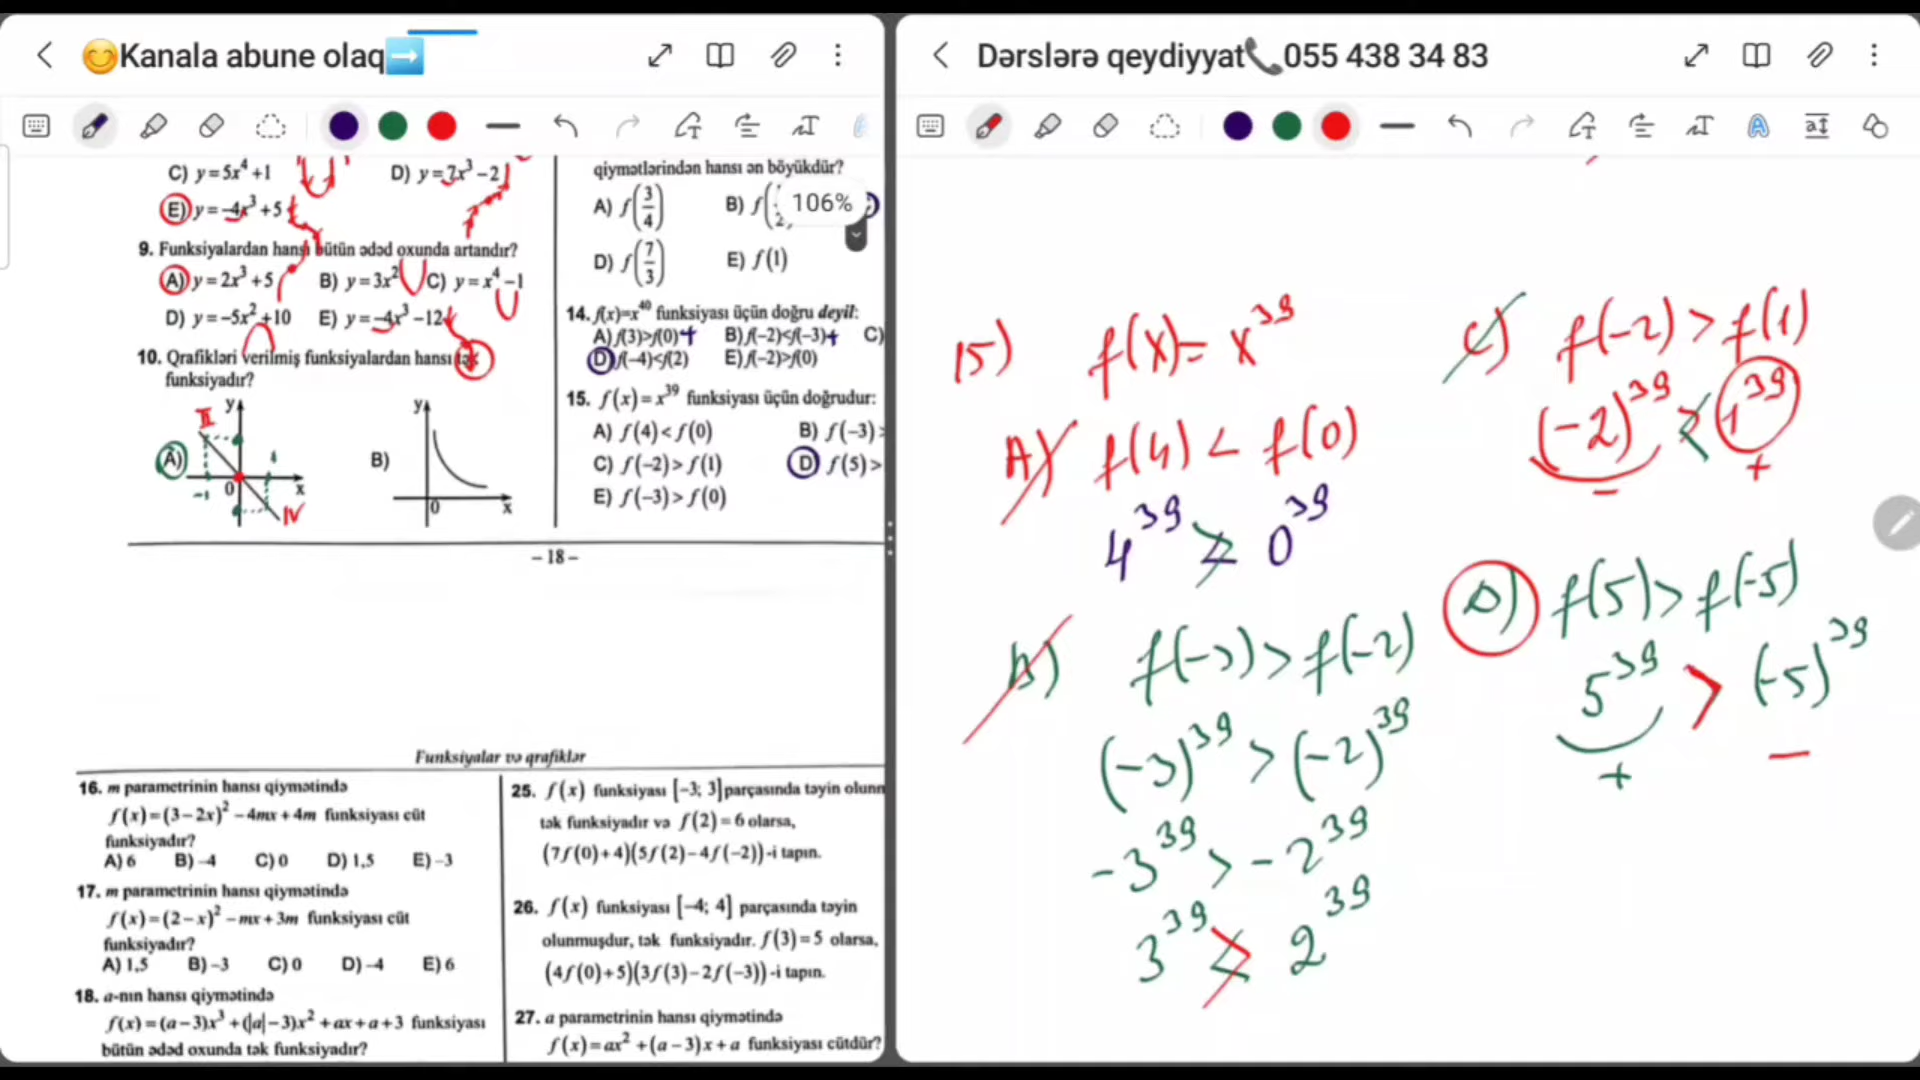 😊Kanala abune olaq➡️
C) y = 5x⁴ + 1
D) y = 7x³ − 2
E) y = −4x³ + 5
9. Funksiyalardan hansı bütün ədəd oxunda artandır?
A) y = 2x³ + 5 B) y = 3x² C) y = x⁴ − 1
D) y = −5x² + 10 E) y = −4x³ − 12
10. Qrafikləri verilmiş funksiyalardan hansı tək
funksiyadır?
A)
II
y
−1
0
1
x
IV
B)
y
0
x
qiymətlərindən hansı ən böyükdür?
A) f(3/4) B) f(
106%
D) f(7/3) E) f(1)
14. f(x)=x⁴⁰ funksiyası üçün doğru deyil:
A) f(3)>f(0) + B) f(−2)<f(−3) + C)
D) f(−4)<f(2) E) f(−2)>f(0)
15. f(x) = x³⁹ funksiyası üçün doğrudur:
A) f(4) < f(0) B) f(−3) >
C) f(−2) > f(1) D) f(5) >
E) f(−3) > f(0)
– 18 –
Funksiyalar və qrafiklər
16. m parametrinin hansı qiymətində
f(x) = (3 − 2x)² − 4mx + 4m funksiyası cüt
funksiyadır?
A) 6 B) −4 C) 0 D) 1,5 E) −3
17. m parametrinin hansı qiymətində
f(x) = (2 − x)² − mx + 3m funksiyası cüt
funksiyadır?
A) 1,5 B) −3 C) 0 D) −4 E) 6
18. a-nın hansı qiymətində
f(x) = (a − 3)x³ + (|a| − 3)x² + ax + a + 3 funksiyası
bütün ədəd oxunda tək funksiyadır?
25. f(x) funksiyası [−3; 3] parçasında təyin olunm
tək funksiyadır və f(2) = 6 olarsa,
(7f(0) + 4)(5f(2) − 4f(−2)) -i tapın.
26. f(x) funksiyası [−4; 4] parçasında təyin
olunmuşdur, tək funksiyadır. f(3) = 5 olarsa,
(4f(0) + 5)(3f(3) − 2f(−3)) -i tapın.
27. a parametrinin hansı qiymətində
f(x) = ax² + (a − 3)x + a funksiyası cütdür?
Dərslərə qeydiyyat📞055 438 34 83
15) f(x) = x³⁹
A) f(4) < f(0)
4³⁹ > 0³⁹
B) f(−3) > f(−2)
(−3)³⁹ > (−2)³⁹
−3³⁹ > −2³⁹
3³⁹ < 2³⁹
C) f(−2) > f(1)
(−2)³⁹ > 1³⁹
− +
D) f(5) > f(−5)
5³⁹ > (−5)³⁹
+ −